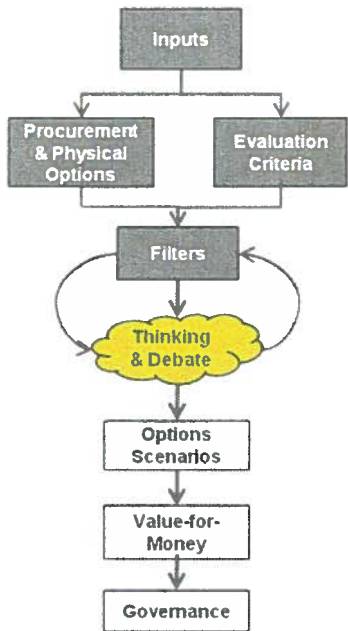 Inputs
Procurement
& Physical
Options
Evaluation
Criteria
Filters
Thinking
& Debate
Options
Scenarios
Value-for-
Money
Governance